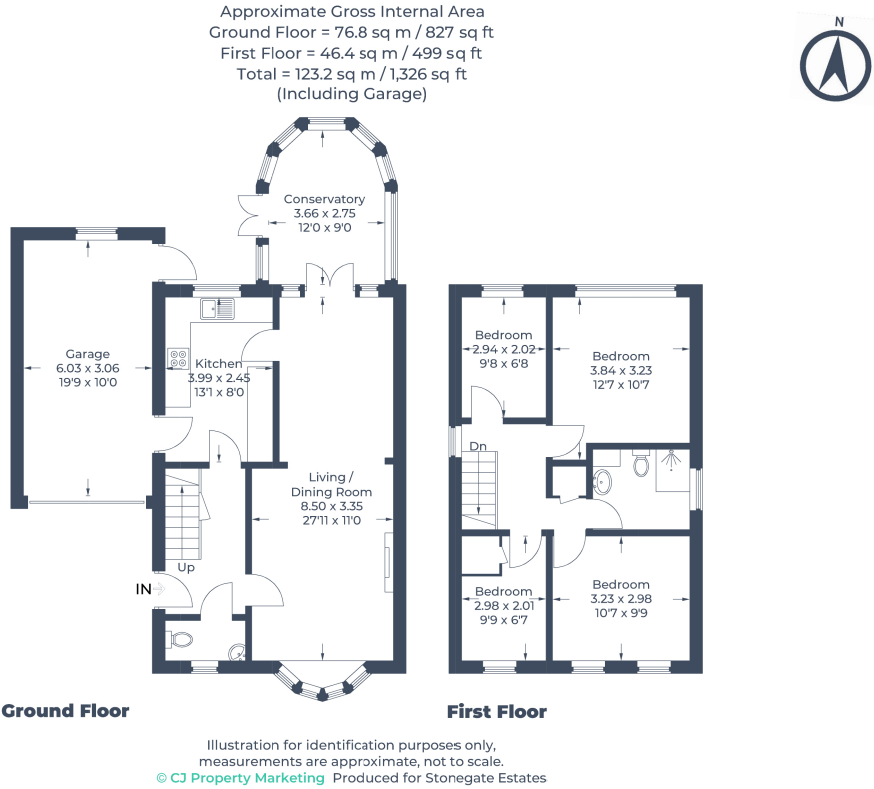 Approximate Gross Internal Area
Ground Floor = 76.8 sq m / 827 sq ft
First Floor = 46.4 sq m / 499 sq ft
Total = 123.2 sq m / 1,326 sq ft
(Including Garage)
N
Conservatory
3.66 x 2.75
12'0 x 9'0
Garage
6.03 x 3.06
19'9 x 10'0
Kitchen
3.99 x 2.45
13'1 x 8'0
Living /
Dining Room
8.50 x 3.35
27'11 x 11'0
Up
IN
Ground Floor
Bedroom
2.94 x 2.02
9'8 x 6'8
Bedroom
3.84 x 3.23
12'7 x 10'7
Dn
Bedroom
2.98 x 2.01
9'9 x 6'7
Bedroom
3.23 x 2.98
10'7 x 9'9
First Floor
Illustration for identification purposes only,
measurements are approximate, not to scale.
© CJ Property Marketing Produced for Stonegate Estates